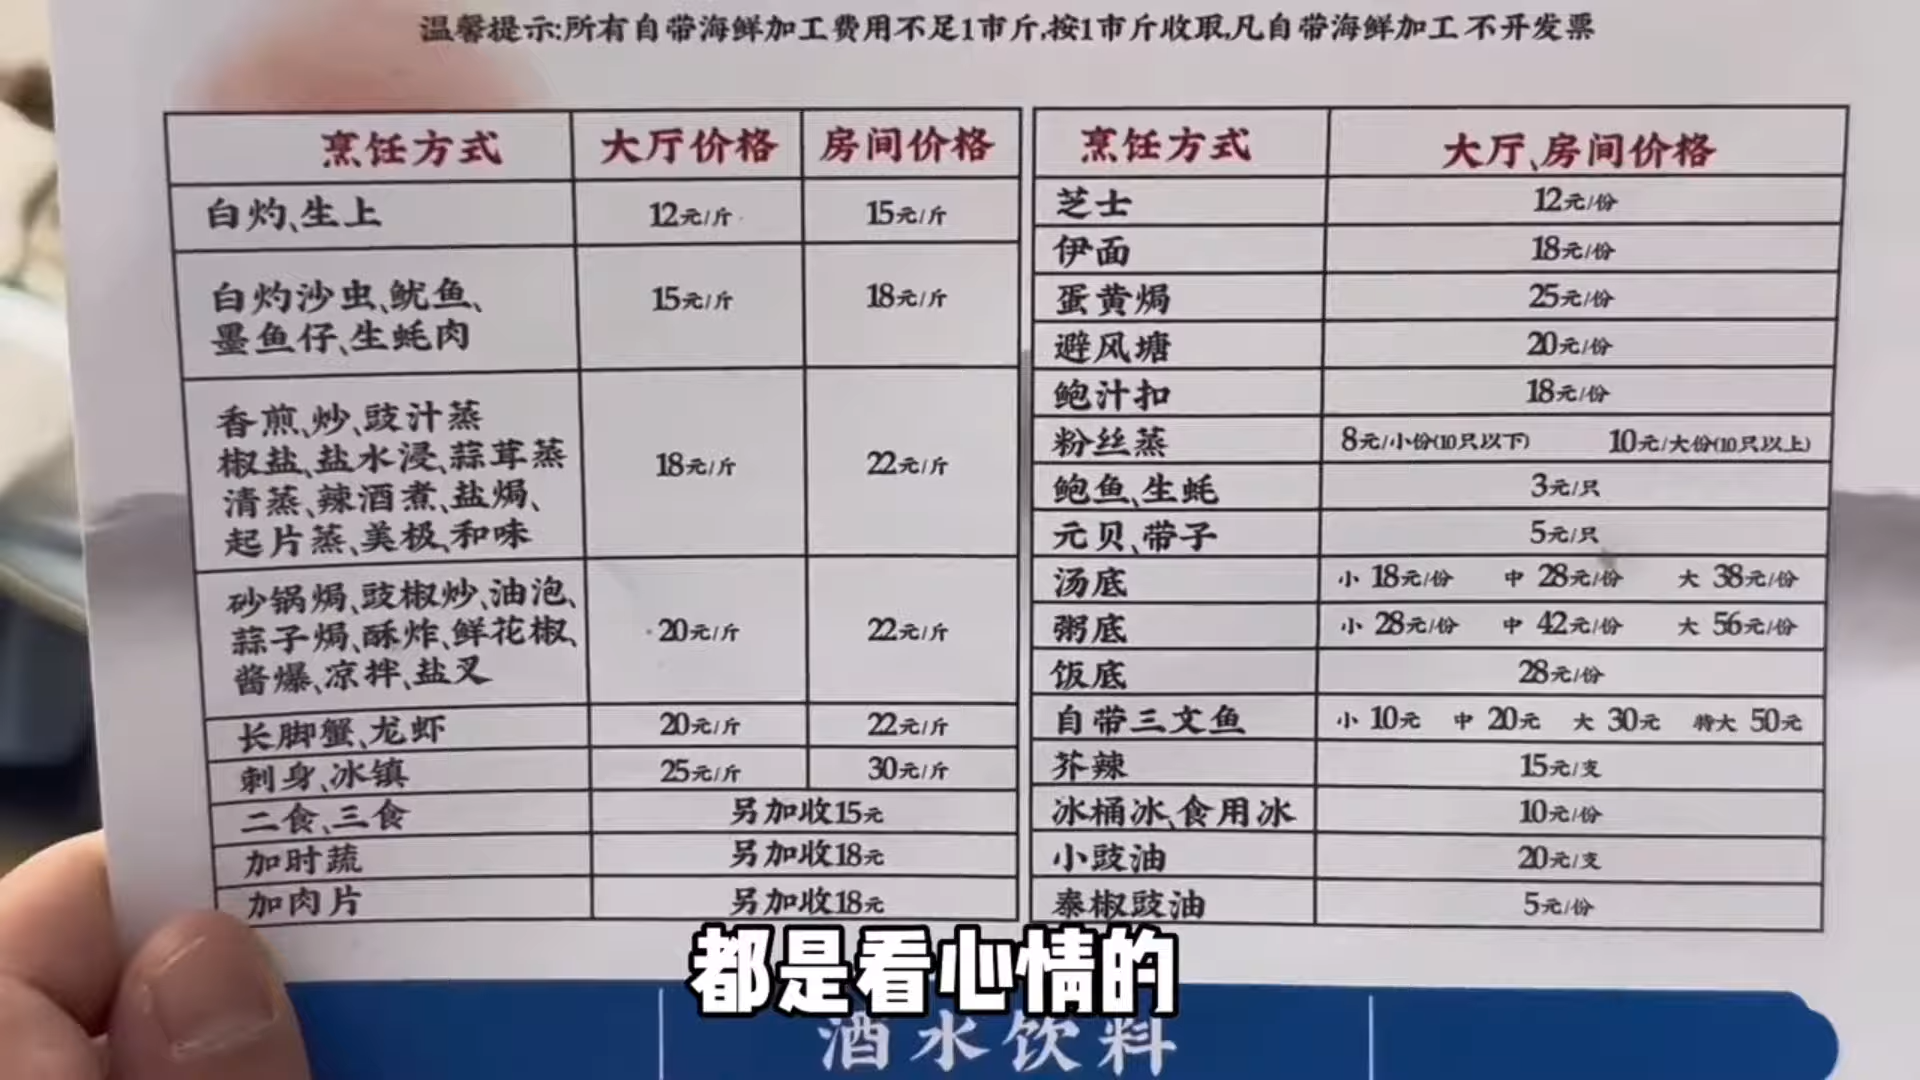 温馨提示:所有自带海鲜加工费用不足1市斤,按1市斤收取,凡自带海鲜加工不开发票
烹饪方式 大厅价格 房间价格
白灼、生上 12元/斤 15元/斤
白灼沙虫、鱿鱼、
墨鱼仔、生蚝肉 15元/斤 18元/斤
香煎、炒、豉汁蒸
椒盐、盐水浸、蒜茸蒸
清蒸、辣酒煮、盐焗、
起片蒸、美极、和味 18元/斤 22元/斤
砂锅焗、豉椒炒、油泡、
蒜子焗、酥炸、鲜花椒、
酱爆、凉拌、盐叉 20元/斤 22元/斤
长脚蟹、龙虾 20元/斤 22元/斤
刺身、冰镇 25元/斤 30元/斤
二食、三食 另加收15元
加时蔬 另加收18元
加肉片 另加收18元
烹饪方式 大厅、房间价格
芝士 12元/份
伊面 18元/份
蛋黄焗 25元/份
避风塘 20元/份
鲍汁扣 18元/份
粉丝蒸 8元/小份(10只以下) 10元/大份(10只以上)
鲍鱼、生蚝 3元/只
元贝、带子 5元/只
汤底 小 18元/份 中 28元/份 大 38元/份
粥底 小 28元/份 中 42元/份 大 56元/份
饭底 28元/份
自带三文鱼 小 10元 中 20元 大 30元 特大 50元
芥辣 15元/支
冰桶冰、食用冰 10元/份
小豉油 20元/支
泰椒豉油 5元/份
都是看心情的
酒水饮料